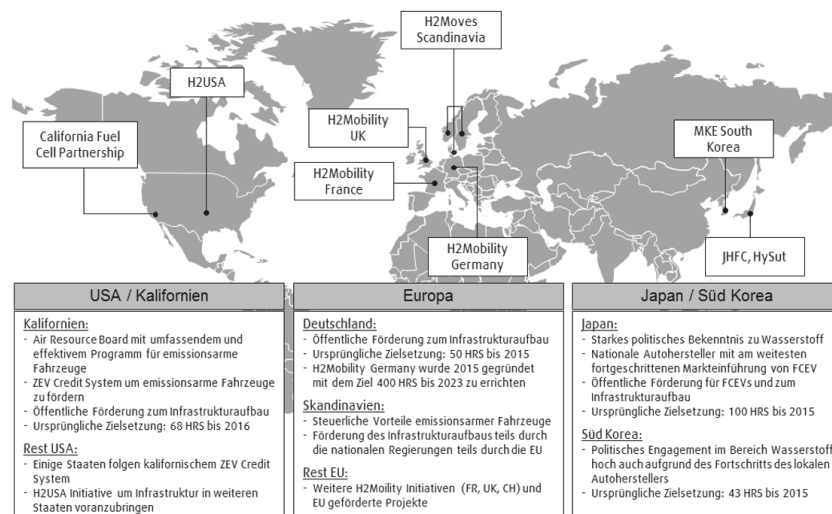 H2Moves
Scandinavia
H2USA
H2Mobility
UK
California Fuel
Cell Partnership
MKE South
Korea
H2Mobility
France
H2Mobility
Germany
JHFC, HySut
USA / Kalifornien
Kalifornien:
- Air Resource Board mit umfassendem und
effektivem Programm für emissionsarme
Fahrzeuge
- ZEV Credit System um emissionsarme Fahrzeuge
zu fördern
- Öffentliche Förderung zum Infrastrukturaufbau
- Ursprüngliche Zielsetzung: 68 HRS bis 2016
Rest USA:
- Einige Staaten folgen kalifornischem ZEV Credit
System
- H2USA Initiative um Infrastruktur in weiteren
Staaten voranzubringen
Europa
Deutschland:
- Öffentliche Förderung zum Infrastrukturaufbau
- Ursprüngliche Zielsetzung: 50 HRS bis 2015
- H2Mobility Germany wurde 2015 gegründet
mit dem Ziel 400 HRS bis 2023 zu errichten
Skandinavien:
- Steuerliche Vorteile emissionsarmer Fahrzeuge
- Förderung des Infrastrukturaufbaus teils durch
die nationalen Regierungen teils durch die EU
Rest EU:
- Weitere H2Moility Initiativen (FR, UK, CH) und
EU geförderte Projekte
Japan / Süd Korea
Japan:
- Starkes politisches Bekenntnis zu Wasserstoff
- Nationale Autohersteller mit am weitesten
fortgeschrittenen Markteinführung von FCEV
- Öffentliche Förderung für FCEVs und zum
Infrastrukturaufbau
- Ursprüngliche Zielsetzung: 100 HRS bis 2015
Süd Korea:
- Politisches Engagement im Bereich Wasserstoff
hoch auch aufgrund des Fortschritts des lokalen
Autoherstellers
- Ursprüngliche Zielsetzung: 43 HRS bis 2015